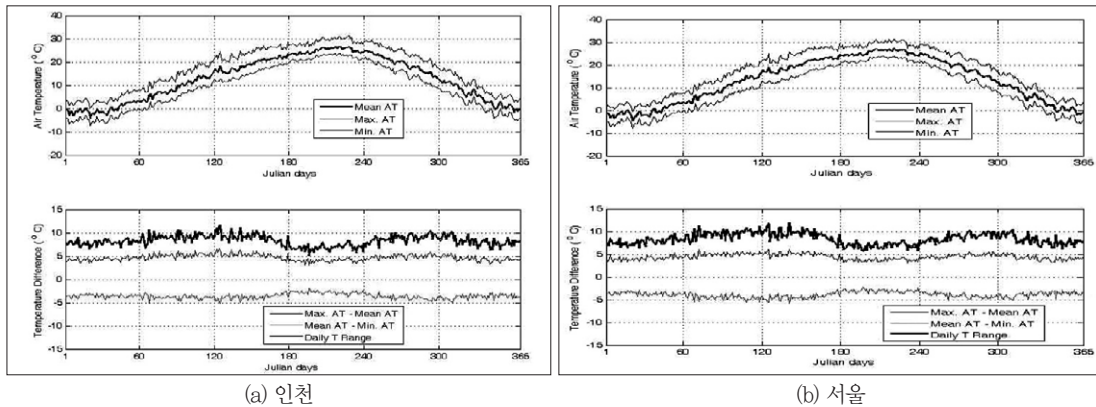 40
30
20
10
0
-10
20
Air Temperature ( °C)
Mean AT
Max. AT
Min. AT
1 60 120 180 240 300 365
Julian days
15
10
5
0
-5
-10
-15
Temperature Difference ( °C)
Max. AT - Mean AT
Mean AT - Min. AT
Daily T Range
1 60 120 180 240 300 365
Julian days
(a) 인천
40
30
20
10
0
-10
-20
Air Temperature ( °C)
Mean AT
Max. AT
Min. AT
1 60 120 180 240 300 365
Julian days
15
10
5
0
-5
-10
-15
Temperature Difference ( °C)
Max. AT - Mean AT
Mean AT - Min. AT
Daily T Range
1 60 120 180 240 300 365
Julian days
(b) 서울